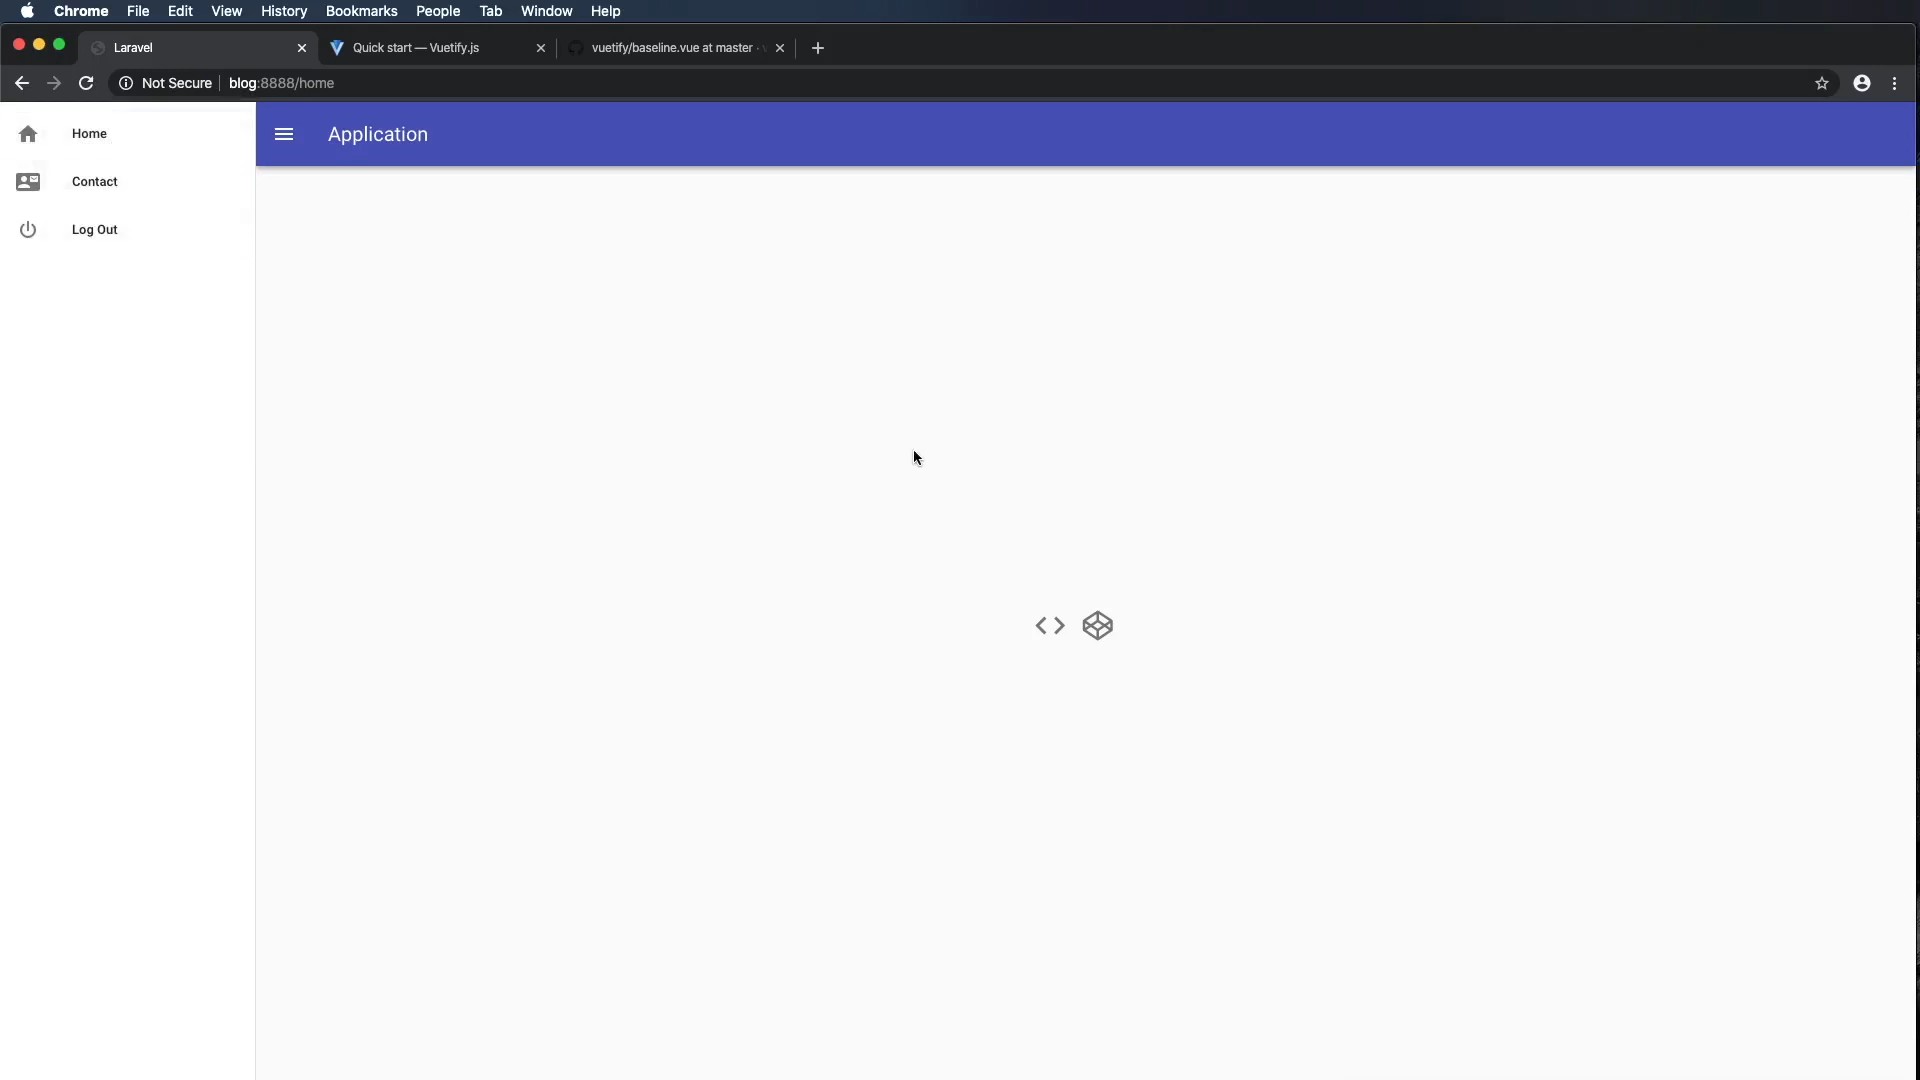 Chrome File Edit View History Bookmarks People Tab Window Help
Laravel
Quick start — Vuetify.js
vuetify/baseline.vue at master ·
Not Secure
blog:8888/home
Home
Application
Contact
Log Out